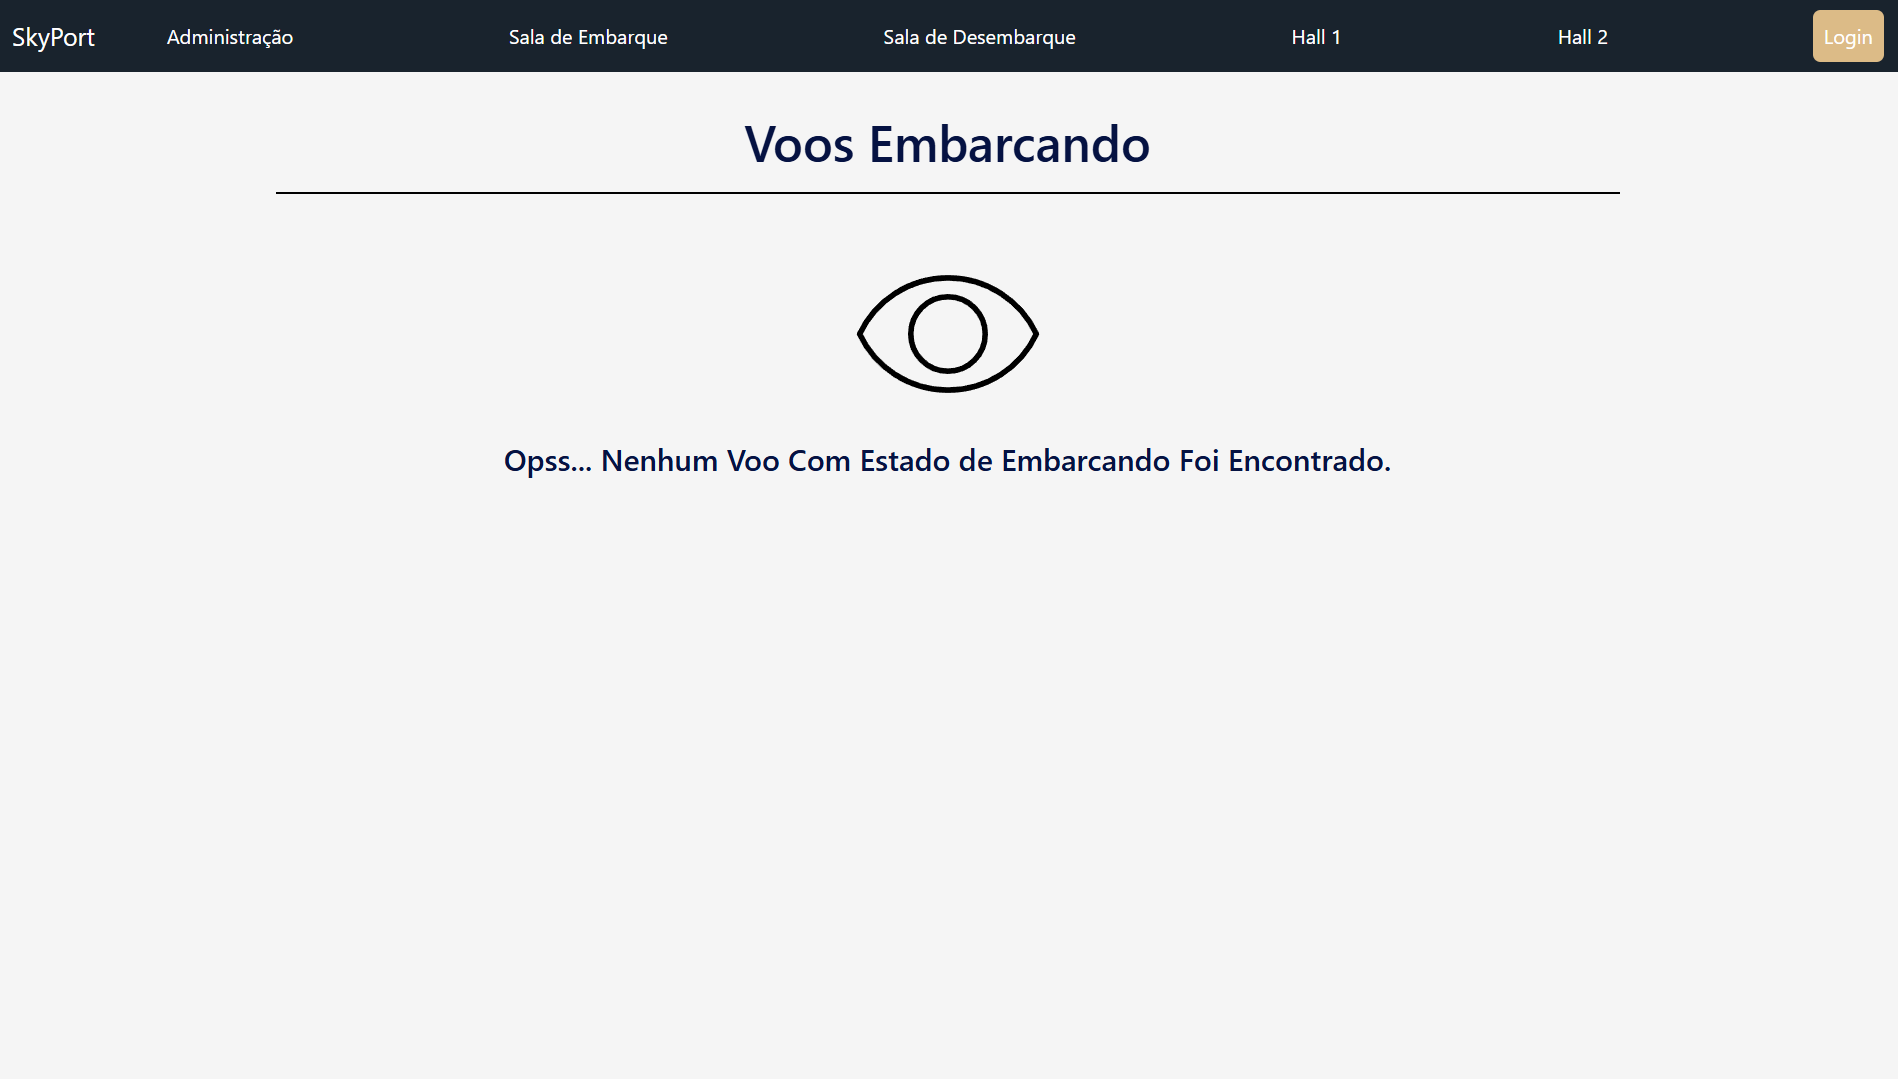 SkyPort Administração Sala de Embarque Sala de Desembarque Hall 1 Hall 2 Login
Voos Embarcando
Opss... Nenhum Voo Com Estado de Embarcando Foi Encontrado.